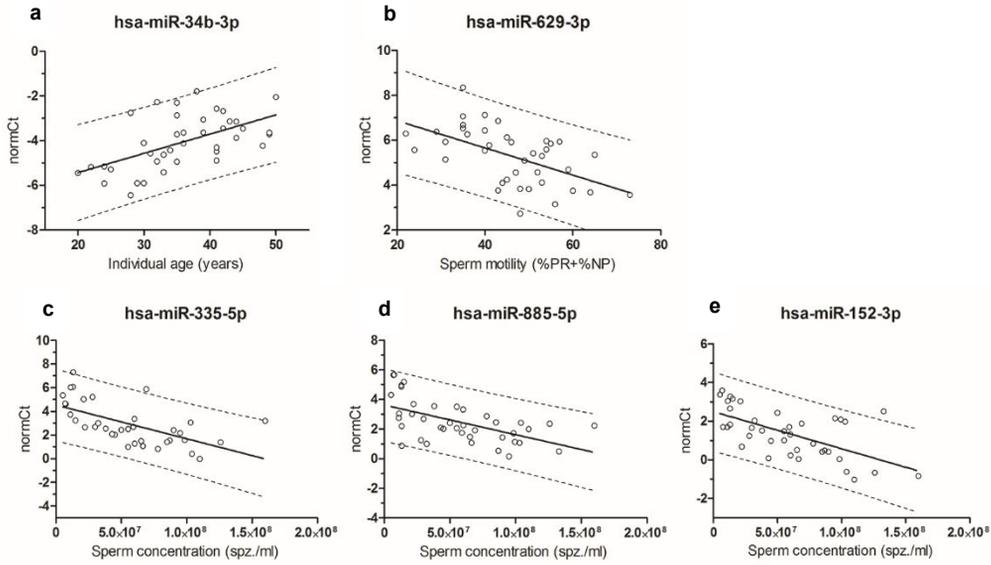 a
hsa-miR-34b-3p
0
-2
-4
-6
-8
normCt
20 30 40 50
Individual age (years)
b
hsa-miR-629-3p
10
8
6
4
2
normCt
20 40 60 80
Sperm motility (%PR+%NP)
c
hsa-miR-335-5p
10
8
6
4
2
0
-2
-4
normCt
0 5.0×10⁷ 1.0×10⁸ 1.5×10⁸ 2.0×10⁸
Sperm concentration (spz./ml)
d
hsa-miR-885-5p
8
6
4
2
0
-2
-4
normCt
0 5.0×10⁷ 1.0×10⁸ 1.5×10⁸ 2.0×10⁸
Sperm concentration (spz./ml)
e
hsa-miR-152-3p
6
4
2
0
-2
normCt
0 5.0×10⁷ 1.0×10⁸ 1.5×10⁸ 2.0×10⁸
Sperm concentration (spz./ml)